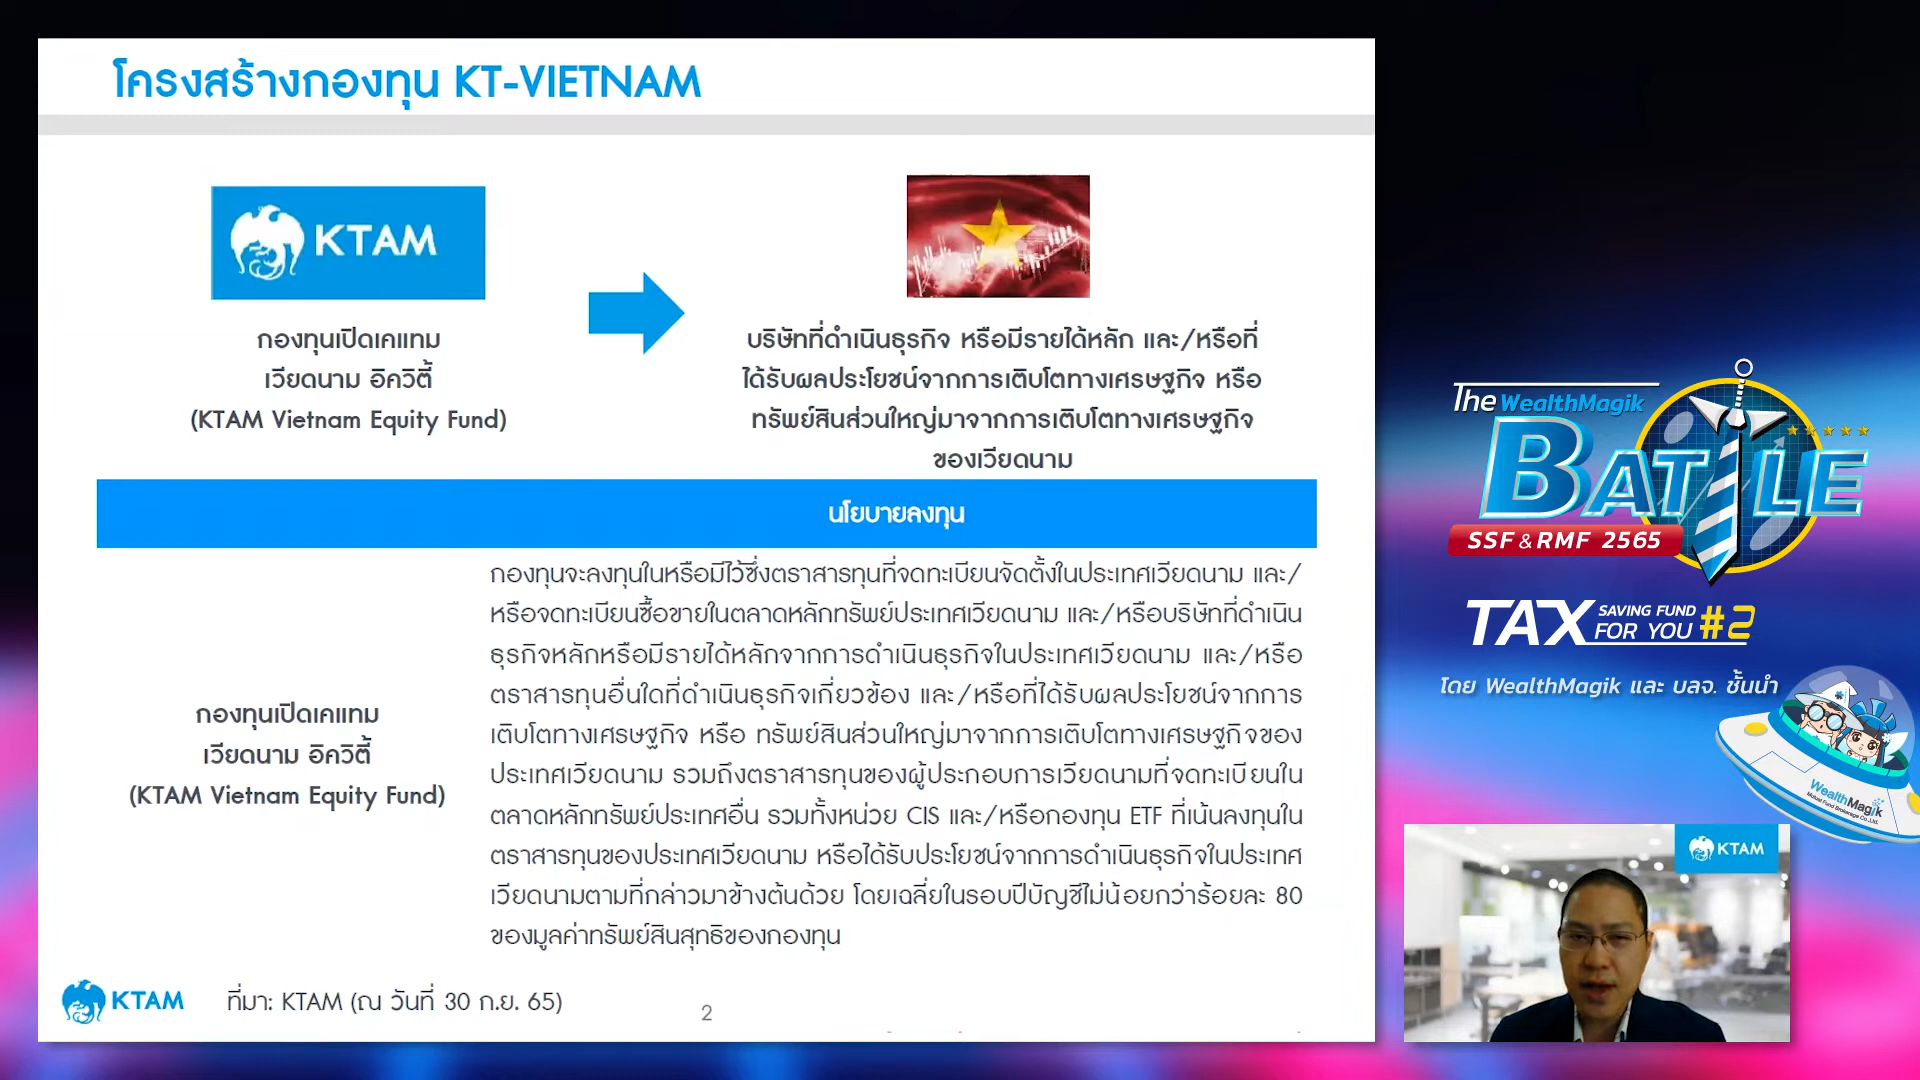 โครงสร้างกองทุน KT-VIETNAM
KTAM
กองทุนเปิดเคแทม
เวียดนาม อิควิตี้
(KTAM Vietnam Equity Fund)
บริษัทที่ดำเนินธุรกิจ หรือมีรายได้หลัก และ/หรือที่
ได้รับผลประโยชน์จากการเติบโตทางเศรษฐกิจ หรือ
ทรัพย์สินส่วนใหญ่มาจากการเติบโตทางเศรษฐกิจ
ของเวียดนาม
นโยบายลงทุน
กองทุนเปิดเคแทม
เวียดนาม อิควิตี้
(KTAM Vietnam Equity Fund)
กองทุนจะลงทุนในหรือมีไว้ซึ่งตราสารทุนที่จดทะเบียนจัดตั้งในประเทศเวียดนาม และ/
หรือจดทะเบียนซื้อขายในตลาดหลักทรัพย์ประเทศเวียดนาม และ/หรือบริษัทที่ดำเนิน
ธุรกิจหลักหรือมีรายได้หลักจากการดำเนินธุรกิจในประเทศเวียดนาม และ/หรือ
ตราสารทุนอื่นใดที่ดำเนินธุรกิจเกี่ยวข้อง และ/หรือที่ได้รับผลประโยชน์จากการ
เติบโตทางเศรษฐกิจ หรือ ทรัพย์สินส่วนใหญ่มาจากการเติบโตทางเศรษฐกิจของ
ประเทศเวียดนาม รวมถึงตราสารทุนของผู้ประกอบการเวียดนามที่จดทะเบียนใน
ตลาดหลักทรัพย์ประเทศอื่น รวมทั้งหน่วย CIS และ/หรือกองทุน ETF ที่เน้นลงทุนใน
ตราสารทุนของประเทศเวียดนาม หรือได้รับประโยชน์จากการดำเนินธุรกิจในประเทศ
เวียดนามตามที่กล่าวมาข้างต้นด้วย โดยเฉลี่ยในรอบปีบัญชีไม่น้อยกว่าร้อยละ 80
ของมูลค่าทรัพย์สินสุทธิของกองทุน
KTAM
ที่มา: KTAM (ณ วันที่ 30 ก.ย. 65)
2
The WealthMagik
BATTLE
SSF & RMF 2565
TAX SAVING FUND FOR YOU #2
โดย WealthMagik และ บลจ. ชั้นนำ
WealthMagik
Mutual Fund Brokerage Co.,Ltd.
KTAM